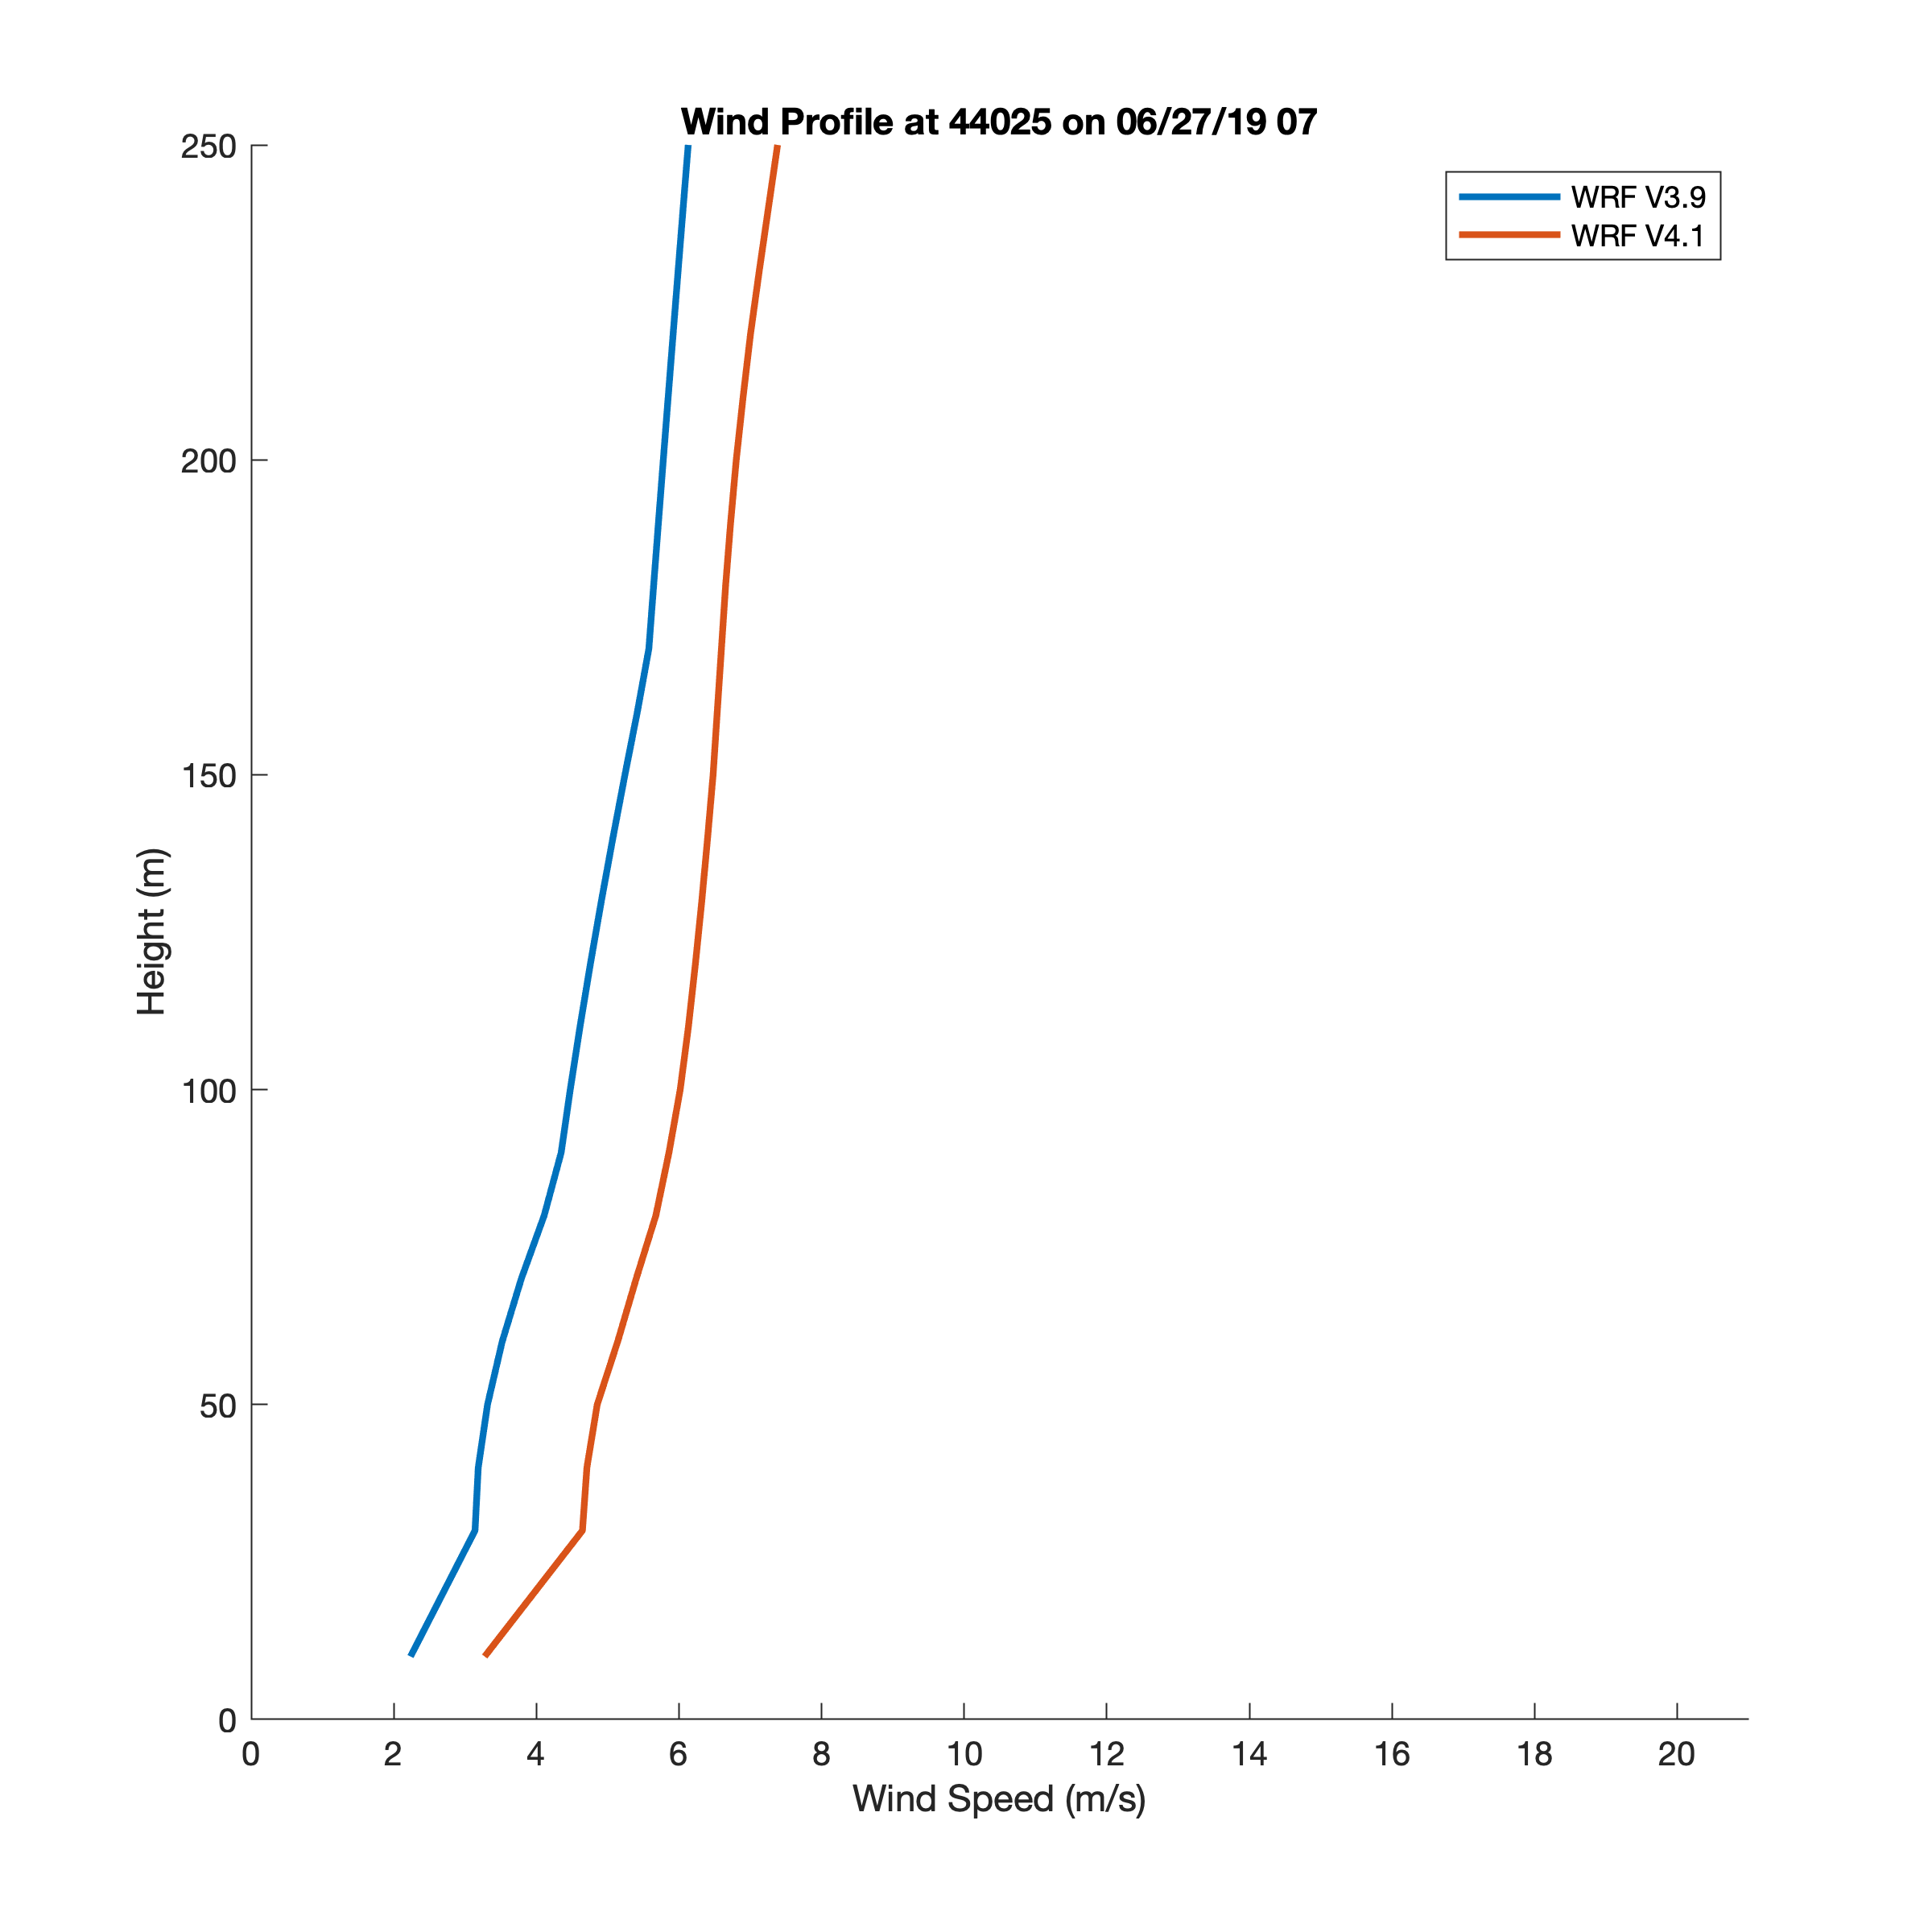 Wind Profile at 44025 on 06/27/19 07
WRF V3.9
WRF V4.1
250
200
150
100
50
0
Height (m)
0 2 4 6 8 10 12 14 16 18 20
Wind Speed (m/s)